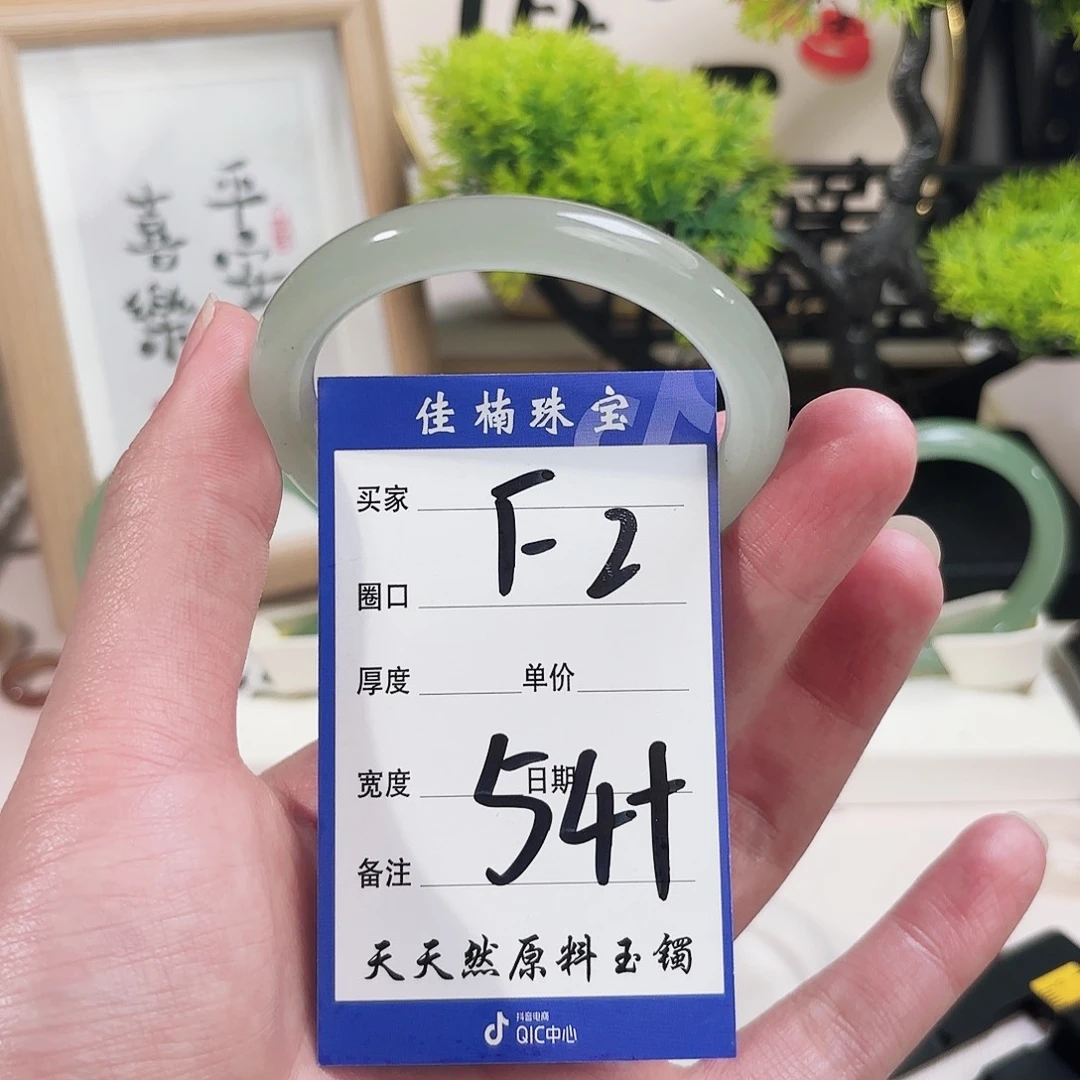 平安
喜樂
佳楠珠宝
买家
F2
圈口
厚度 单价
宽度 日期
54+
备注
天天然原料玉镯
抖音电商
QIC中心